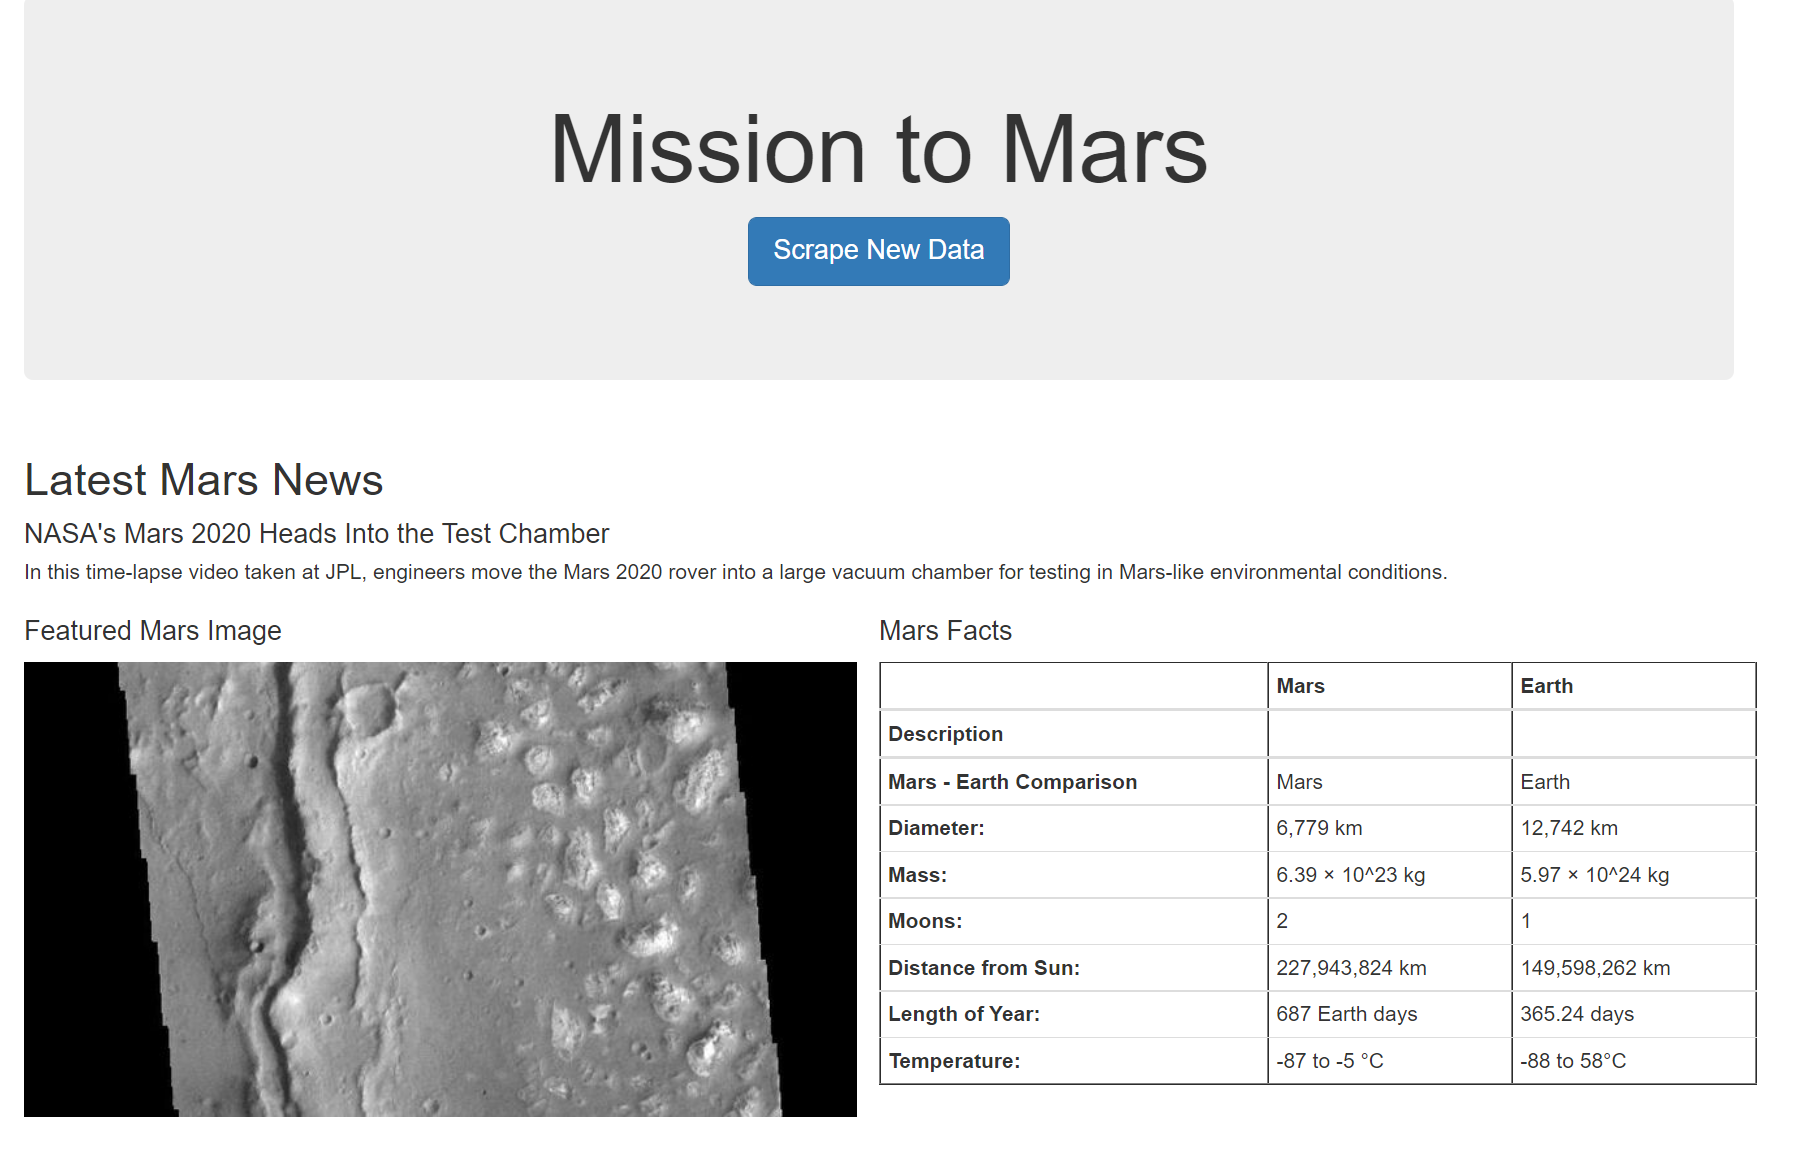 Mission to Mars
Scrape New Data
Latest Mars News
NASA's Mars 2020 Heads Into the Test Chamber
In this time-lapse video taken at JPL, engineers move the Mars 2020 rover into a large vacuum chamber for testing in Mars-like environmental conditions.
Featured Mars Image
Mars Facts
Mars Earth
Description
Mars - Earth Comparison Mars Earth
Diameter: 6,779 km 12,742 km
Mass: 6.39 × 10^23 kg 5.97 × 10^24 kg
Moons: 2 1
Distance from Sun: 227,943,824 km 149,598,262 km
Length of Year: 687 Earth days 365.24 days
Temperature: -87 to -5 °C -88 to 58°C